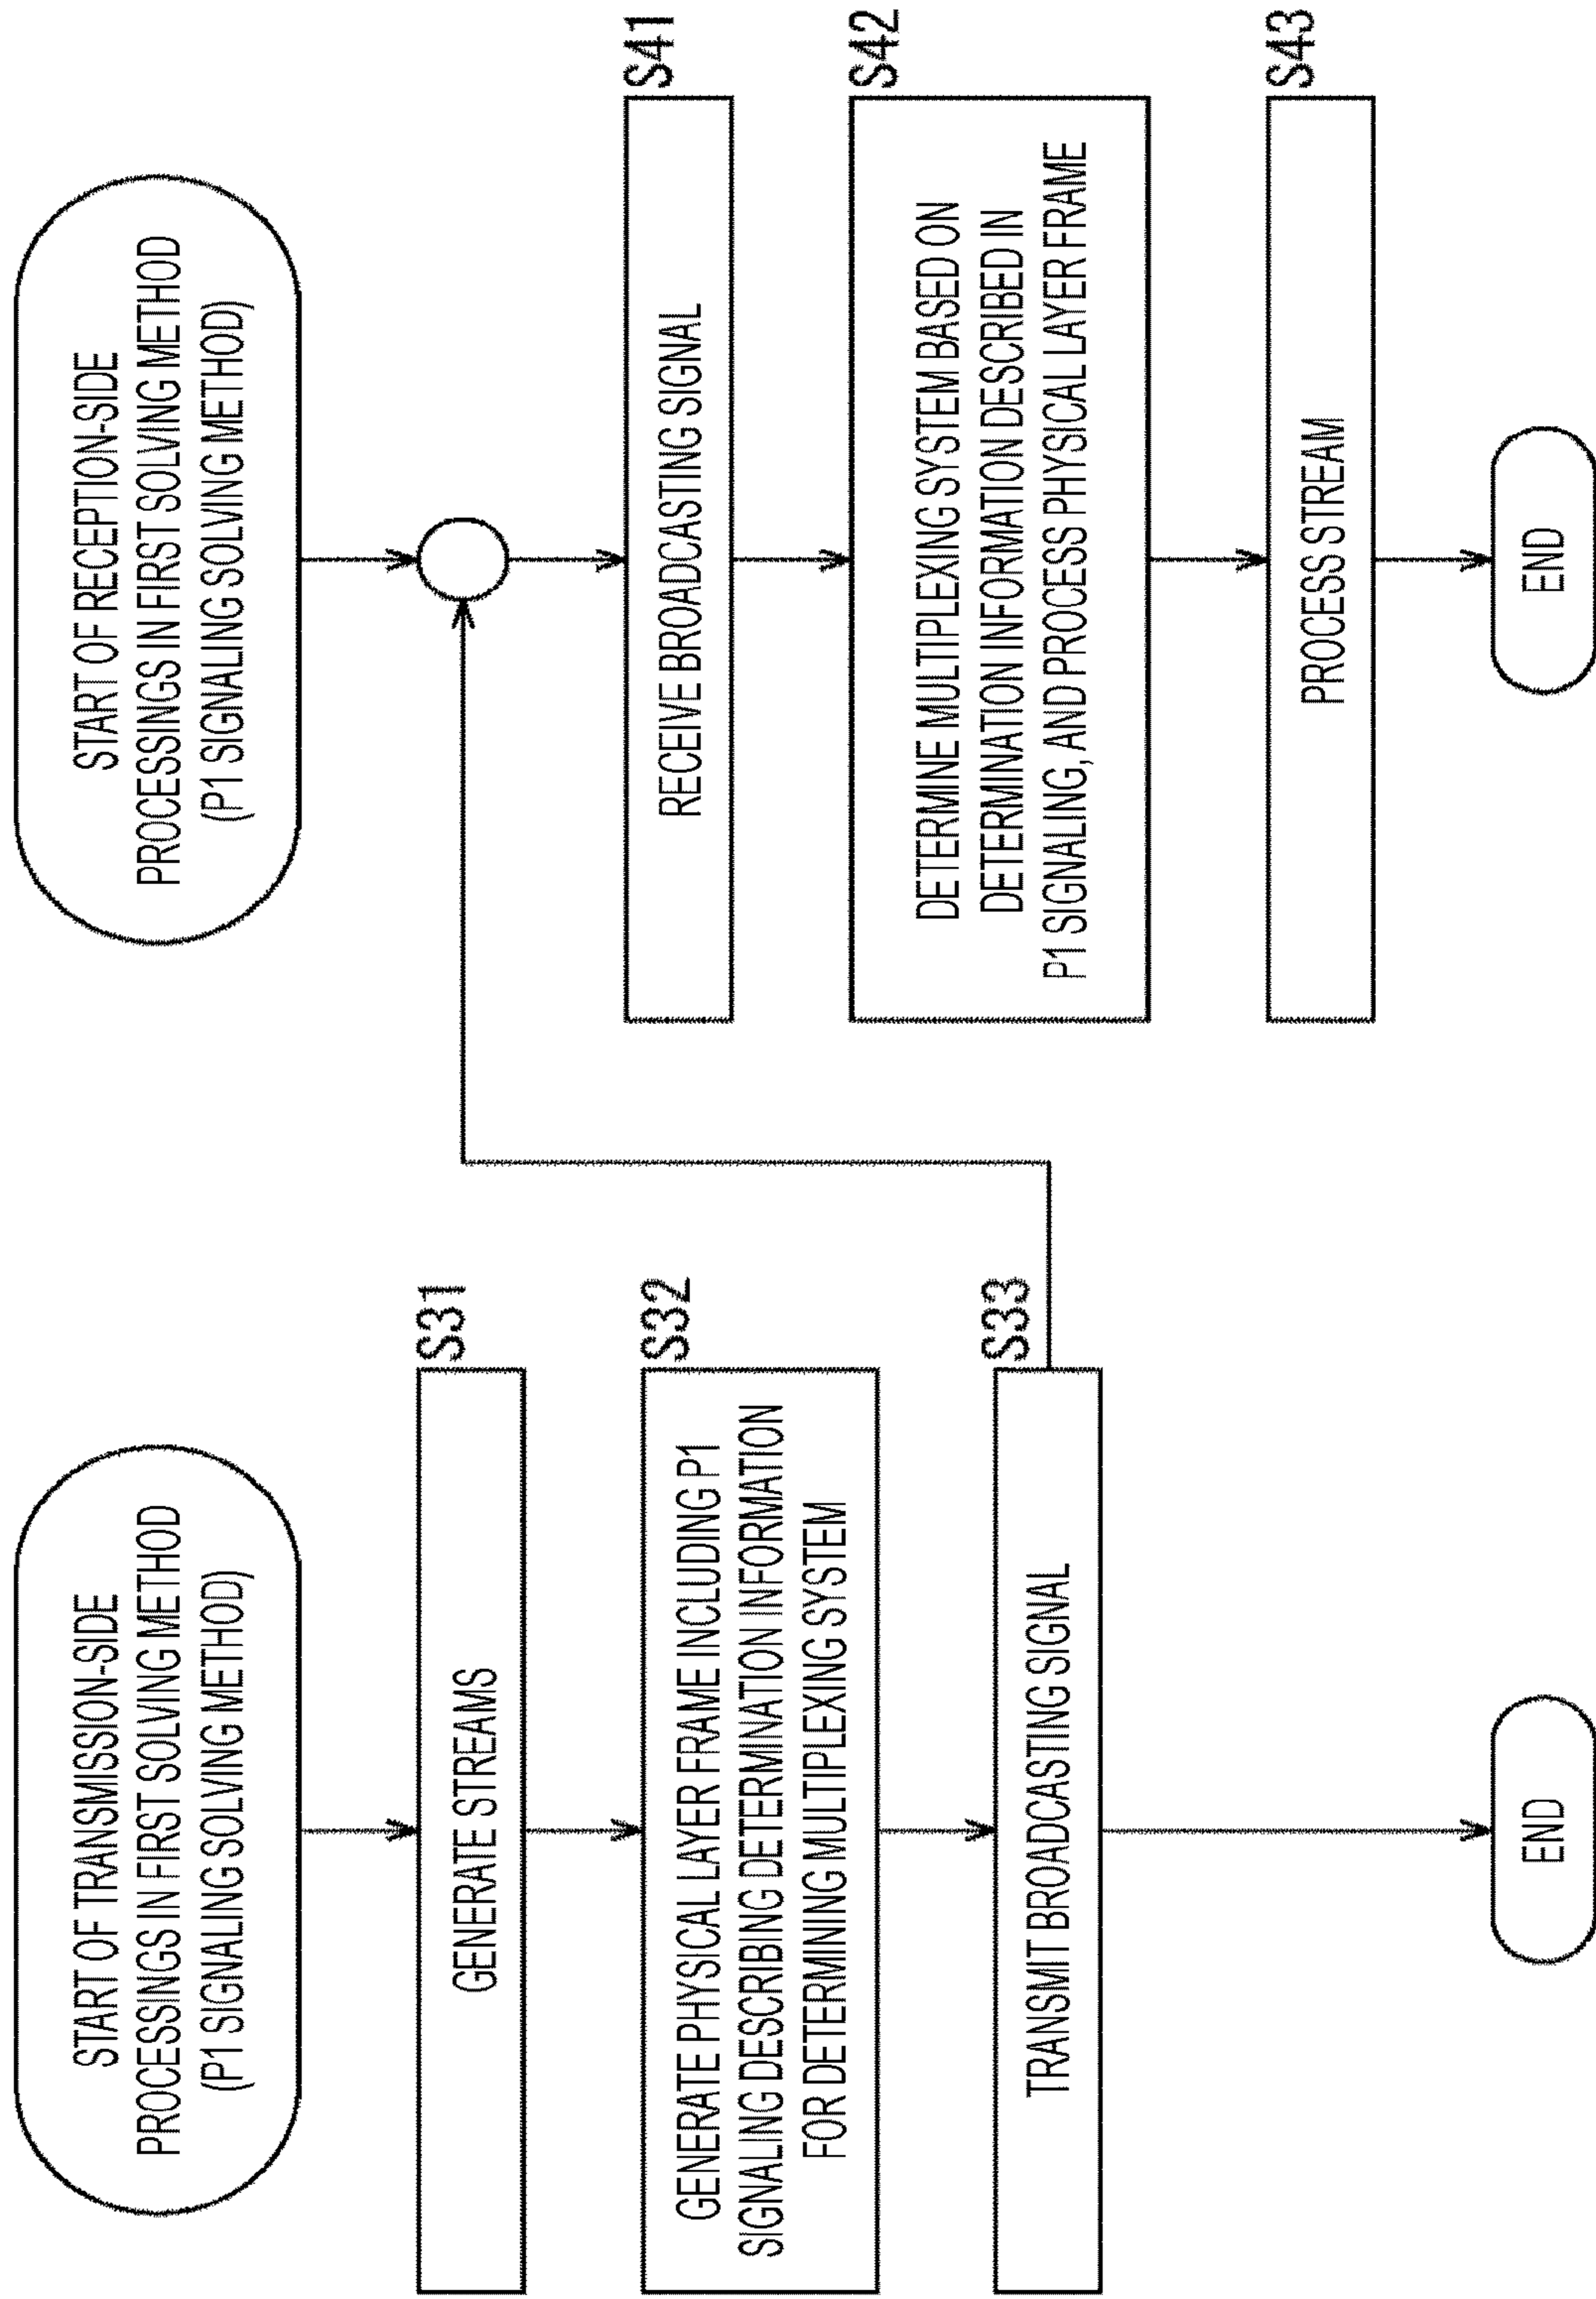 START OF TRANSMISSION-SIDE
PROCESSINGS IN FIRST SOLVING METHOD
(P1 SIGNALING SOLVING METHOD)
S31
GENERATE STREAMS
S32
GENERATE PHYSICAL LAYER FRAME INCLUDING P1
SIGNALING DESCRIBING DETERMINATION INFORMATION
FOR DETERMINING MULTIPLEXING SYSTEM
S33
TRANSMIT BROADCASTING SIGNAL
END
START OF RECEPTION-SIDE
PROCESSINGS IN FIRST SOLVING METHOD
(P1 SIGNALING SOLVING METHOD)
S41
RECEIVE BROADCASTING SIGNAL
S42
DETERMINE MULTIPLEXING SYSTEM BASED ON
DETERMINATION INFORMATION DESCRIBED IN
P1 SIGNALING, AND PROCESS PHYSICAL LAYER FRAME
S43
PROCESS STREAM
END